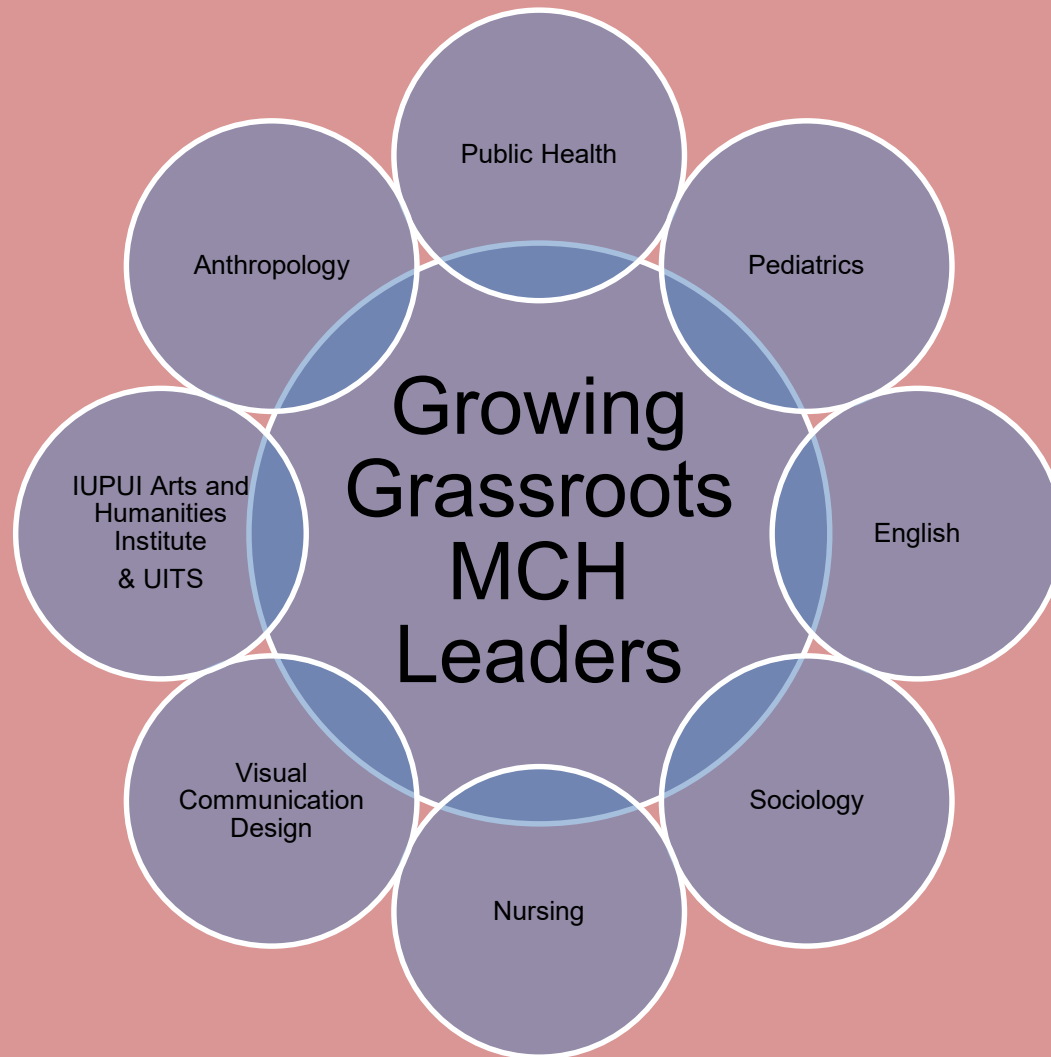 Public Health
Anthropology
Pediatrics
Growing
Grassroots
MCH
Leaders
IUPUI Arts and
Humanities
Institute
& UITS
English
Visual
Communication
Design
Sociology
Nursing